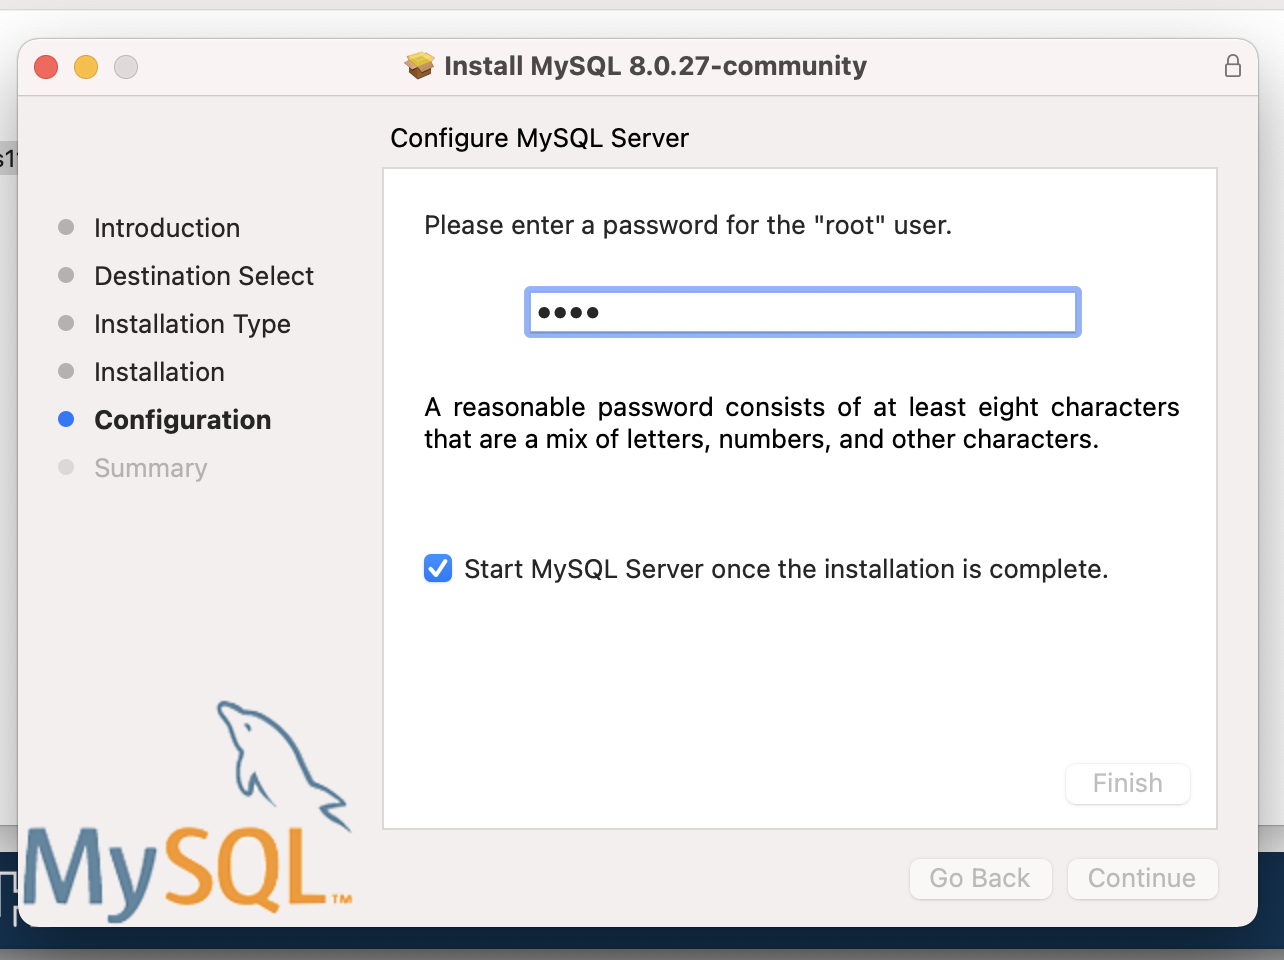 Install MySQL 8.0.27-community
Configure MySQL Server
Introduction
Destination Select
Installation Type
Installation
Configuration
Summary
Please enter a password for the "root" user.
••••
A reasonable password consists of at least eight characters
that are a mix of letters, numbers, and other characters.
Start MySQL Server once the installation is complete.
Finish
MySQL™
Go Back
Continue